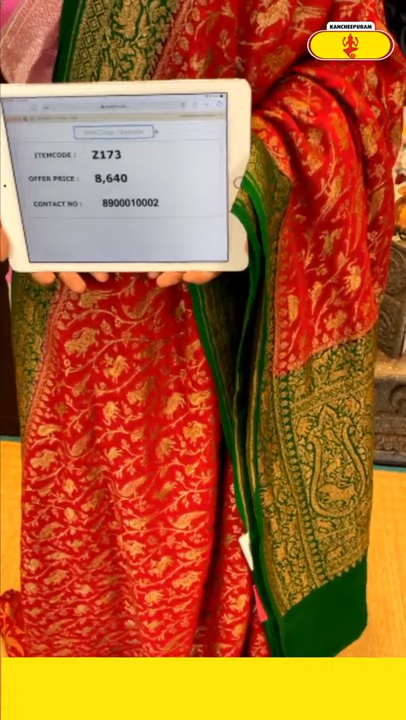 KANCHEEPURAM
ITEMCODE : Z173
OFFER PRICE : 8,640
CONTACT NO : 8900010002